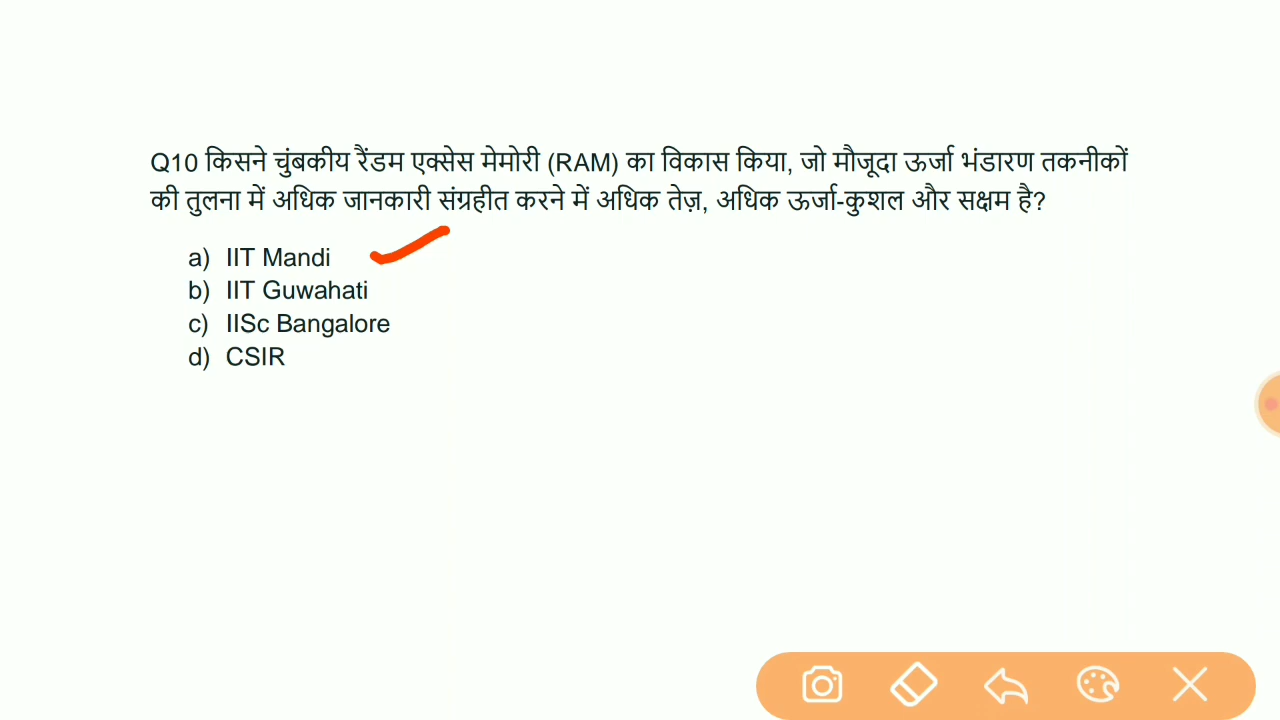 Q10 किसने चुंबकीय रैंडम एक्सेस मेमोरी (RAM) का विकास किया, जो मौजूदा ऊर्जा भंडारण तकनीकों
की तुलना में अधिक जानकारी संग्रहीत करने में अधिक तेज़, अधिक ऊर्जा-कुशल और सक्षम है?
a) IIT Mandi
b) IIT Guwahati
c) IISc Bangalore
d) CSIR